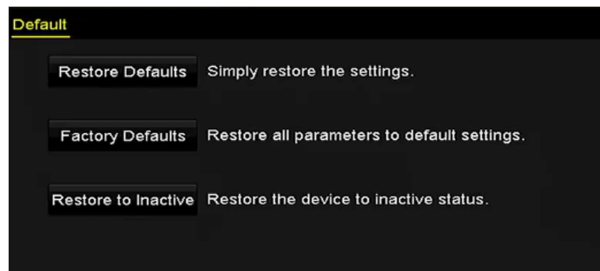 Default
Restore Defaults Simply restore the settings.
Factory Defaults Restore all parameters to default settings.
Restore to Inactive Restore the device to inactive status.